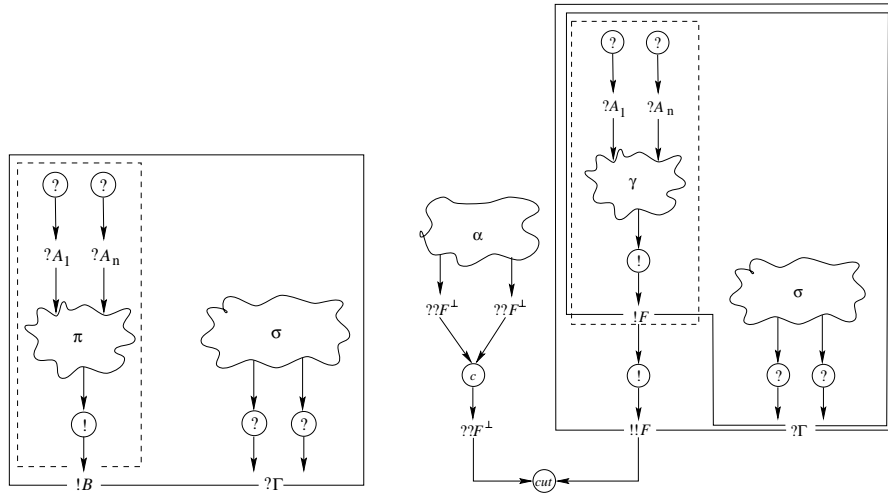 ? ?
?A1 ?An
π σ
! ? ?
!B ?Γ
? ?
?A1 ?An
γ
α
!
??F⊥ ??F⊥
!F σ
c ! ? ?
??F⊥ !!F ?Γ
cut